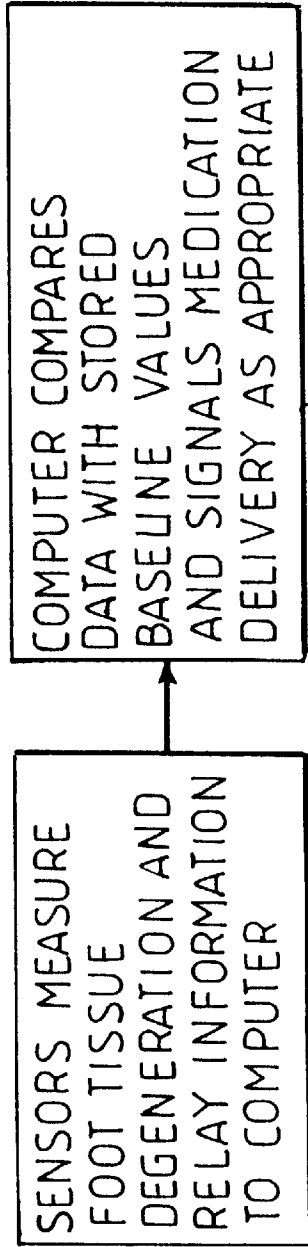 SENSORS MEASURE
FOOT TISSUE
DEGENERATION AND
RELAY INFORMATION
TO COMPUTER
COMPUTER COMPARES
DATA WITH STORED
BASELINE VALUES
AND SIGNALS MEDICATION
DELIVERY AS APPROPRIATE